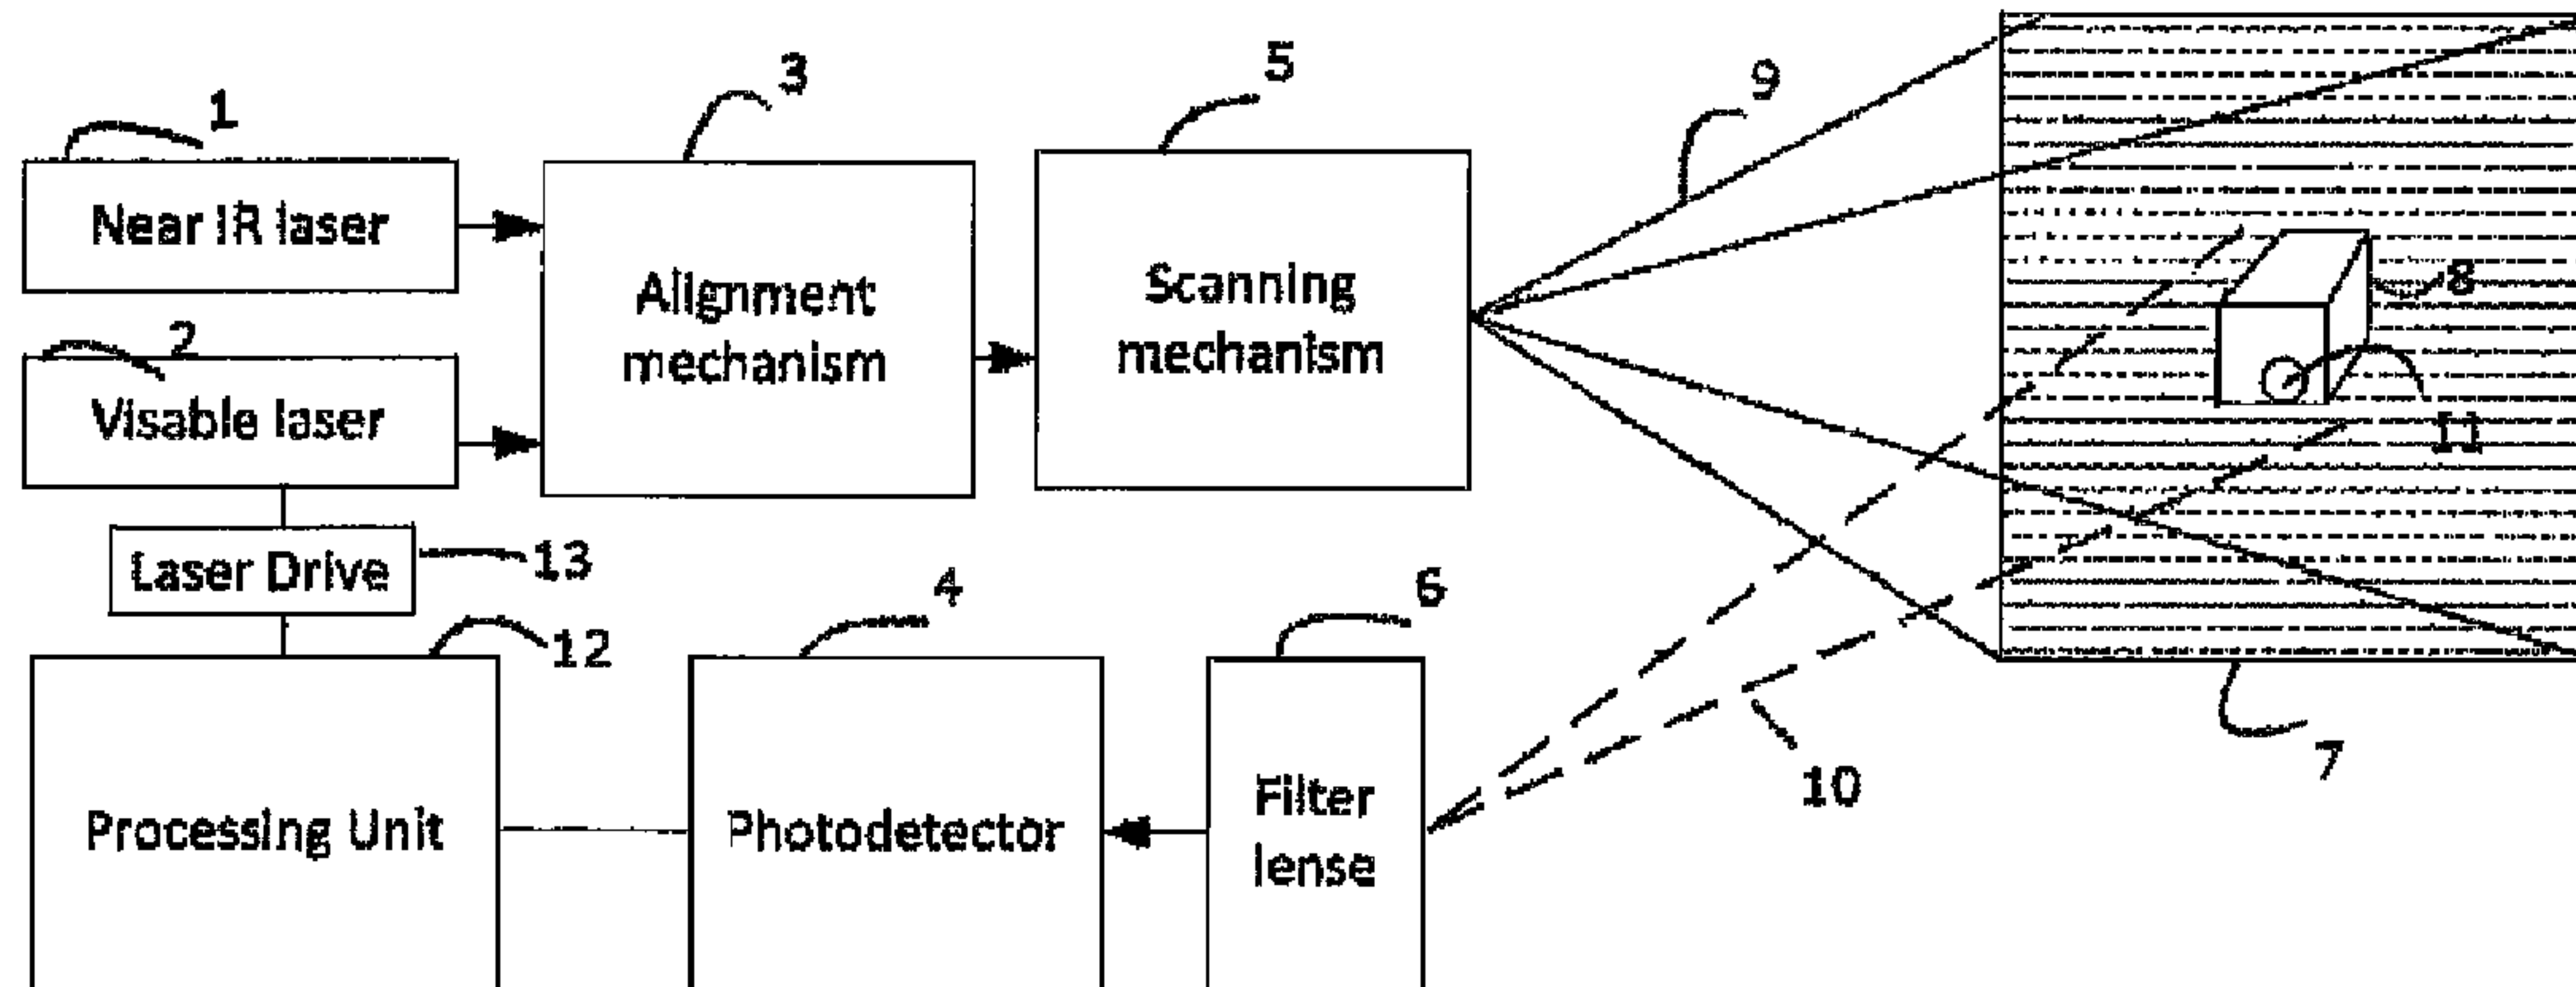 1
3
5
9
Near IR laser
Alignment
mechanism
Scanning
mechanism
8
2
Visable laser
11
Laser Drive
13
4
6
12
10
7
Processing Unit
Photodetector
Filter
lense